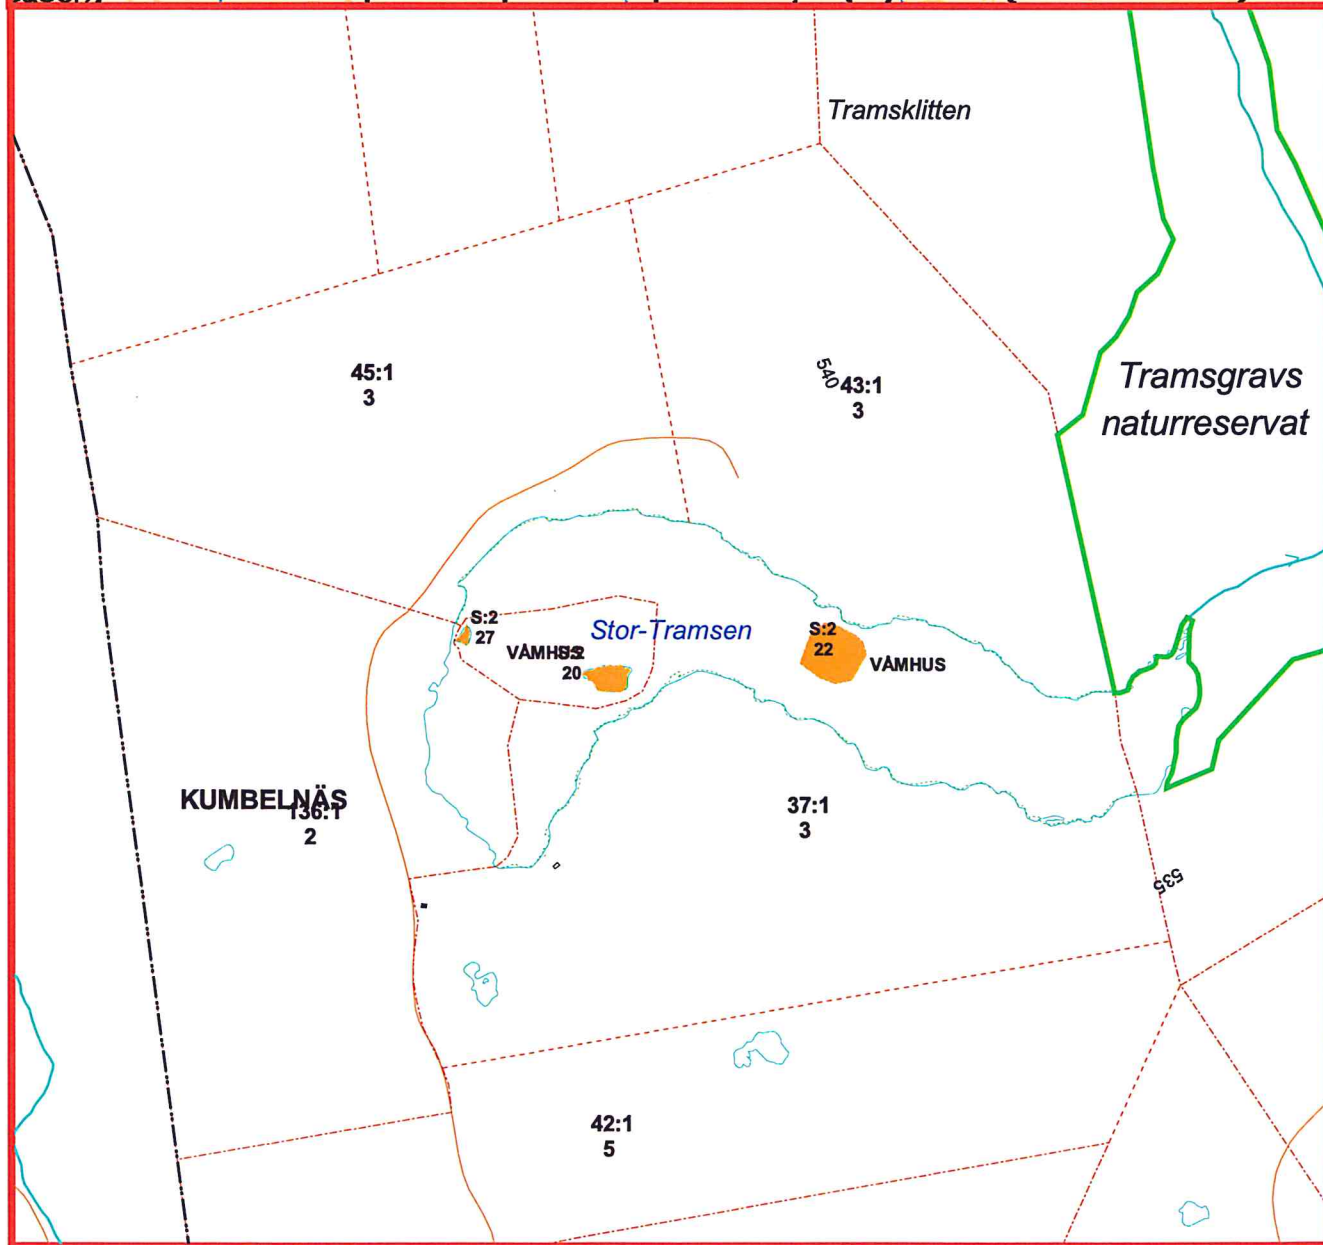 Tramsklitten
45:1
3
540
43:1
3
Tramsgravs
naturreservat
S:2
27
Stor-Tramsen
VÅMHUS
20
S:2
22
VÅMHUS
KUMBELNÄS
136:1
2
37:1
3
535
42:1
5